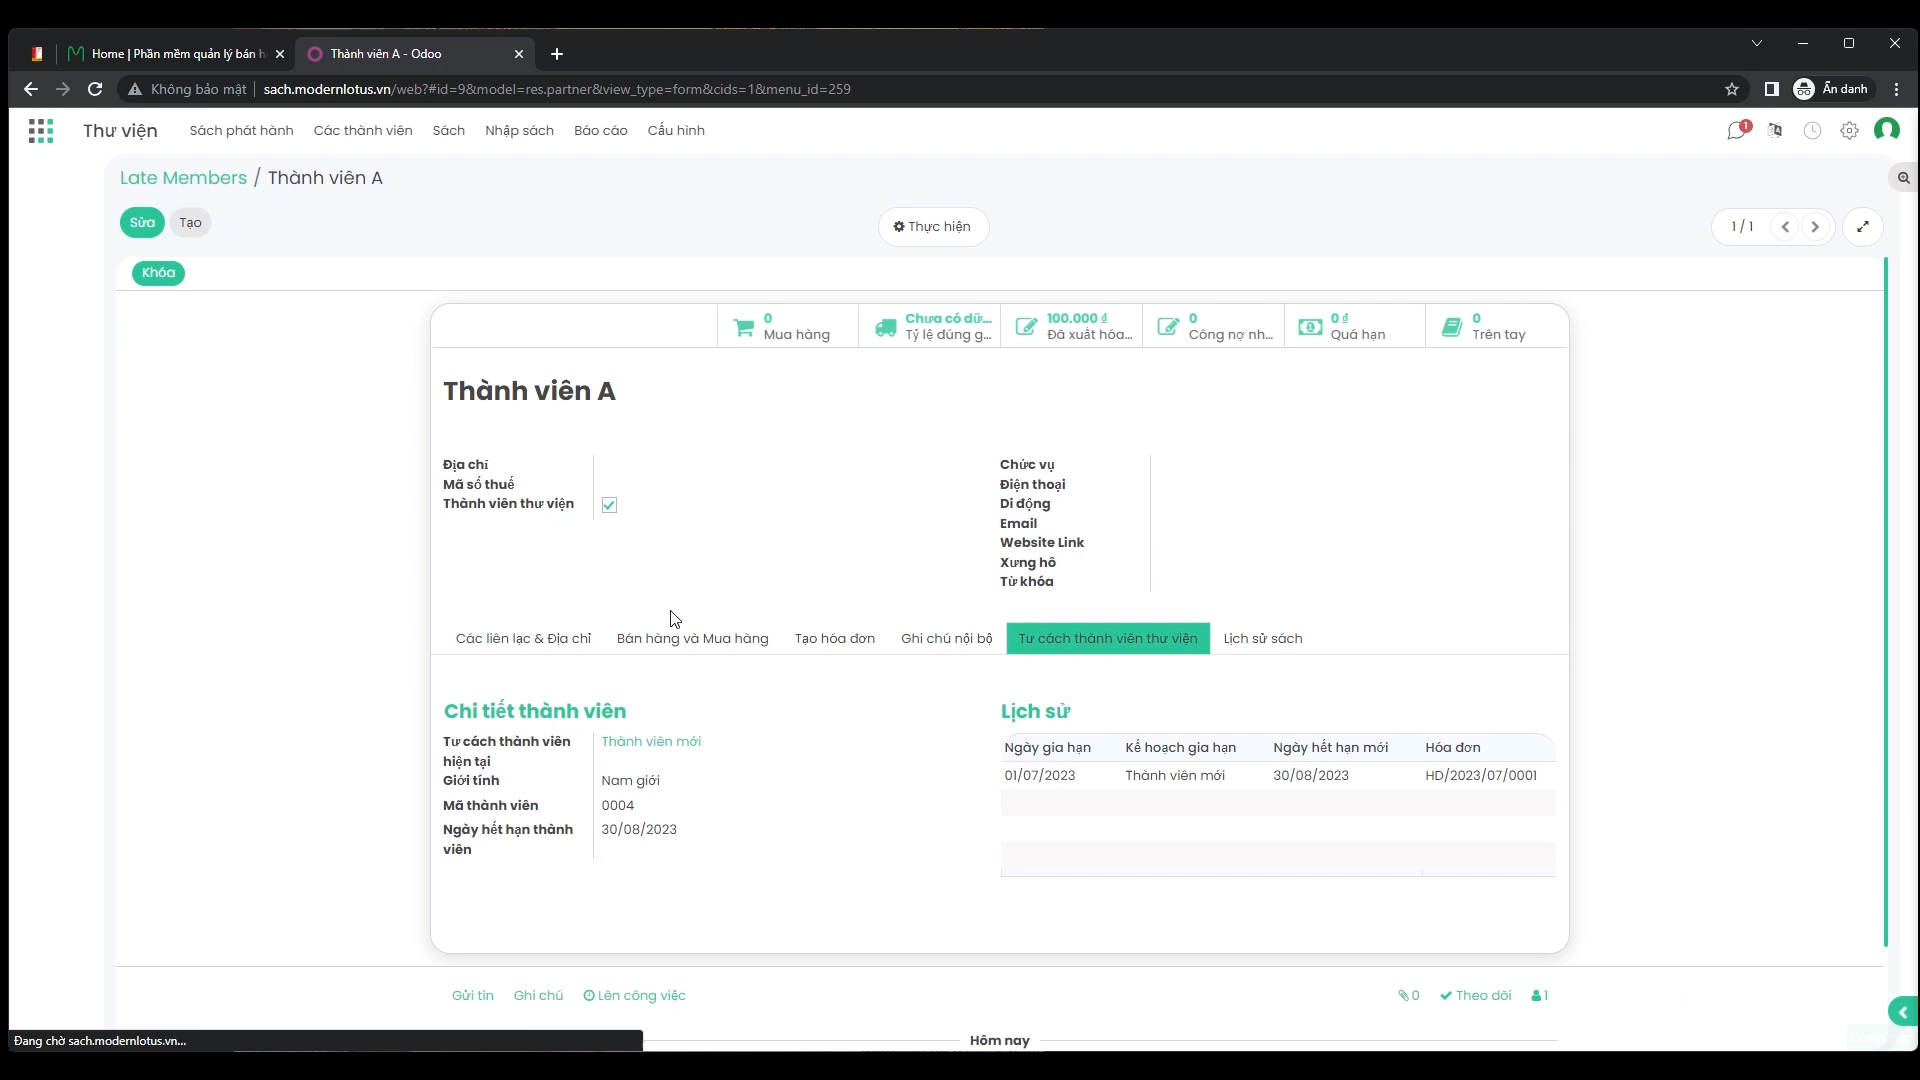 Home | Phần mềm quản lý bán h
Thành viên A - Odoo
Không bảo mật
sach.modernlotus.vn/web?#id=9&model=res.partner&view_type=form&cids=1&menu_id=259
Ẩn danh
Thư viện
Sách phát hành
Các thành viên
Sách
Nhập sách
Báo cáo
Cấu hình
1
Late Members / Thành viên A
Sửa
Tạo
Thực hiện
1 / 1
Khóa
0
Mua hàng
Chưa có dữ...
Tỷ lệ đúng g...
100.000 ₫
Đã xuất hóa...
0
Công nợ nh...
0 ₫
Quá hạn
0
Trên tay
Thành viên A
Địa chỉ
Mã số thuế
Thành viên thư viện
Chức vụ
Điện thoại
Di động
Email
Website Link
Xưng hô
Từ khóa
Các liên lạc & Địa chỉ
Bán hàng và Mua hàng
Tạo hóa đơn
Ghi chú nội bộ
Tư cách thành viên thư viện
Lịch sử sách
Chi tiết thành viên
Tư cách thành viên
hiện tại
Thành viên mới
Giới tính
Nam giới
Mã thành viên
0004
Ngày hết hạn thành
viên
30/08/2023
Lịch sử
Ngày gia hạn
Kế hoạch gia hạn
Ngày hết hạn mới
Hóa đơn
01/07/2023
Thành viên mới
30/08/2023
HD/2023/07/0001
Gửi tin
Ghi chú
Lên công việc
0
Theo dõi
1
Đang chờ sach.modernlotus.vn...
Hôm nay